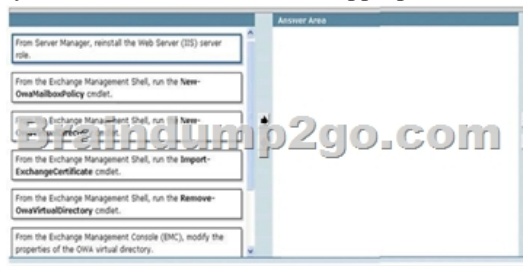 Answer Area
From Server Manager, reinstall the Web Server (IIS) server
role.
From the Exchange Management Shell, run the New-
OwaMailboxPolicy cmdlet.
From the Exchange Management Shell, run the New-
cmdlet.
Braindump2go.com
From the Exchange Management Shell, run the Import-
ExchangeCertificate cmdlet.
From the Exchange Management Shell, run the Remove-
OwaVirtualDirectory cmdlet.
From the Exchange Management Console (EMC), modify the
properties of the OWA virtual directory.